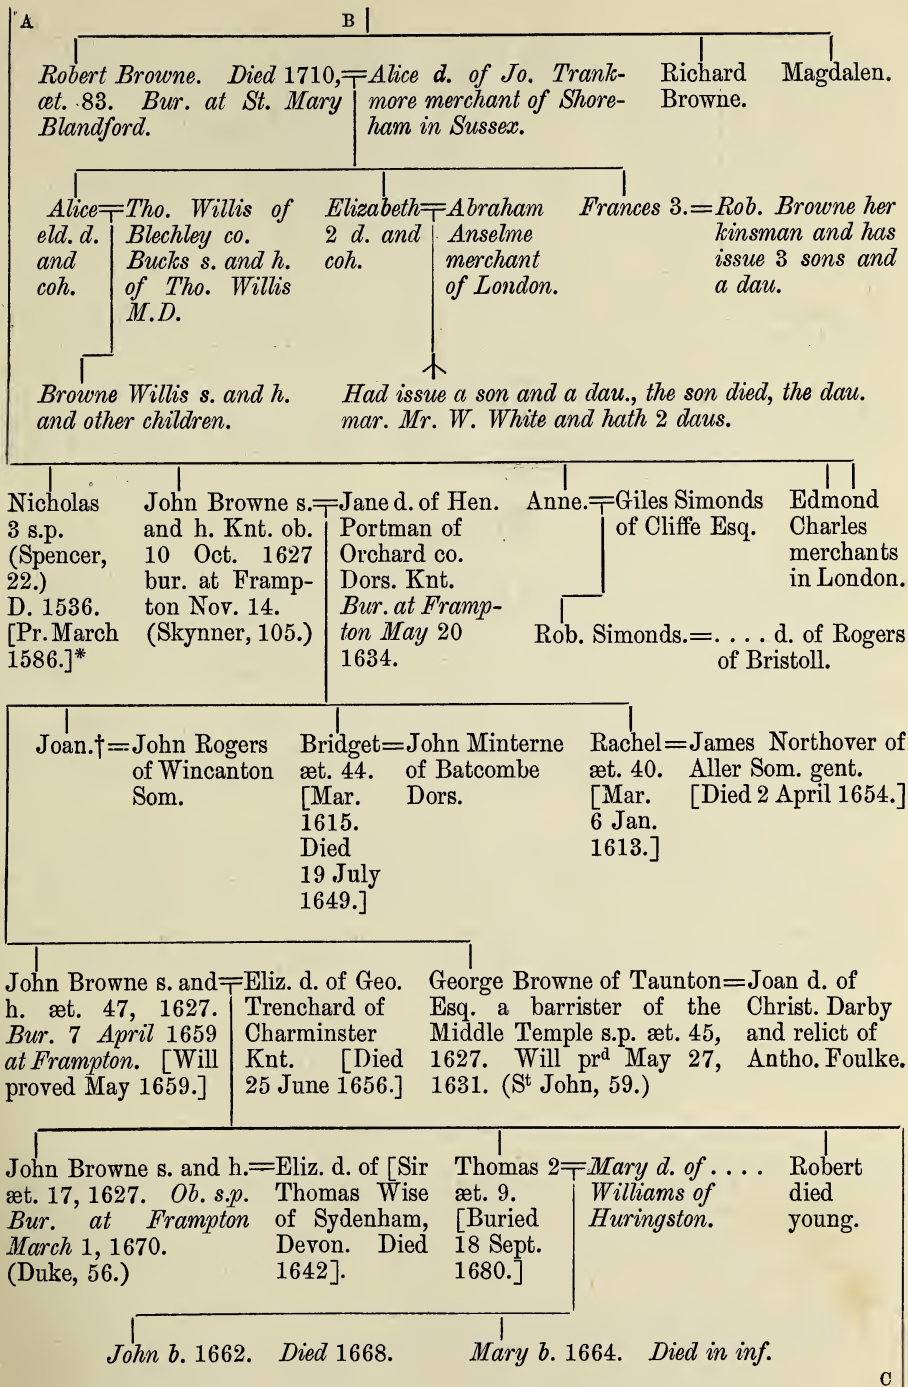 A
B
Robert Browne. Died 1710,
æt. 83. Bur. at St. Mary
Blandford.
Alice d. of Jo. Trank-
more merchant of Shore-
ham in Sussex.
Richard
Browne.
Magdalen.
Alice
eld. d.
and
coh.
Tho. Willis of
Blechley co.
Bucks s. and h.
of Tho. Willis
M.D.
Elizabeth
2 d. and
coh.
Abraham
Anselme
merchant
of London.
Frances 3.=Rob. Browne her
kinsman and has
issue 3 sons and
a dau.
Browne Willis s. and h.
and other children.
Had issue a son and a dau., the son died, the dau.
mar. Mr. W. White and hath 2 daus.
Nicholas
3 s.p.
(Spencer,
22.)
D. 1536.
[Pr. March
1586.]*
John Browne s.
and h. Knt. ob.
10 Oct. 1627
bur. at Framp-
ton Nov. 14.
(Skynner, 105.)
Jane d. of Hen.
Portman of
Orchard co.
Dors. Knt.
Bur. at Framp-
ton May 20
1634.
Anne.
Giles Simonds
of Cliffe Esq.
Edmond
Charles
merchants
in London.
Rob. Simonds.=. . . . d. of Rogers
of Bristoll.
Joan.†=John Rogers
of Wincanton
Som.
Bridget=John Minterne
æt. 44.
[Mar.
1615.
Died
19 July
1649.]
of Batcombe
Dors.
Rachel=James Northover of
æt. 40.
[Mar.
6 Jan.
1613.]
Aller Som. gent.
[Died 2 April 1654.]
John Browne s. and
h. æt. 47, 1627.
Bur. 7 April 1659
at Frampton. [Will
proved May 1659.]
Eliz. d. of Geo.
Trenchard of
Charminster
Knt. [Died
25 June 1656.]
George Browne of Taunton=Joan d. of
Esq. a barrister of the
Middle Temple s.p. æt. 45,
1627. Will prd May 27,
1631. (St John, 59.)
Christ. Darby
and relict of
Antho. Foulke.
John Browne s. and h.=Eliz. d. of [Sir
æt. 17, 1627. Ob. s.p.
Bur. at Frampton
March 1, 1670.
(Duke, 56.)
Thomas Wise
of Sydenham,
Devon. Died
1642].
Thomas 2
æt. 9.
[Buried
18 Sept.
1680.]
Mary d. of . . . .
Williams of
Huringston.
Robert
died
young.
John b. 1662. Died 1668.
Mary b. 1664. Died in inf.
C